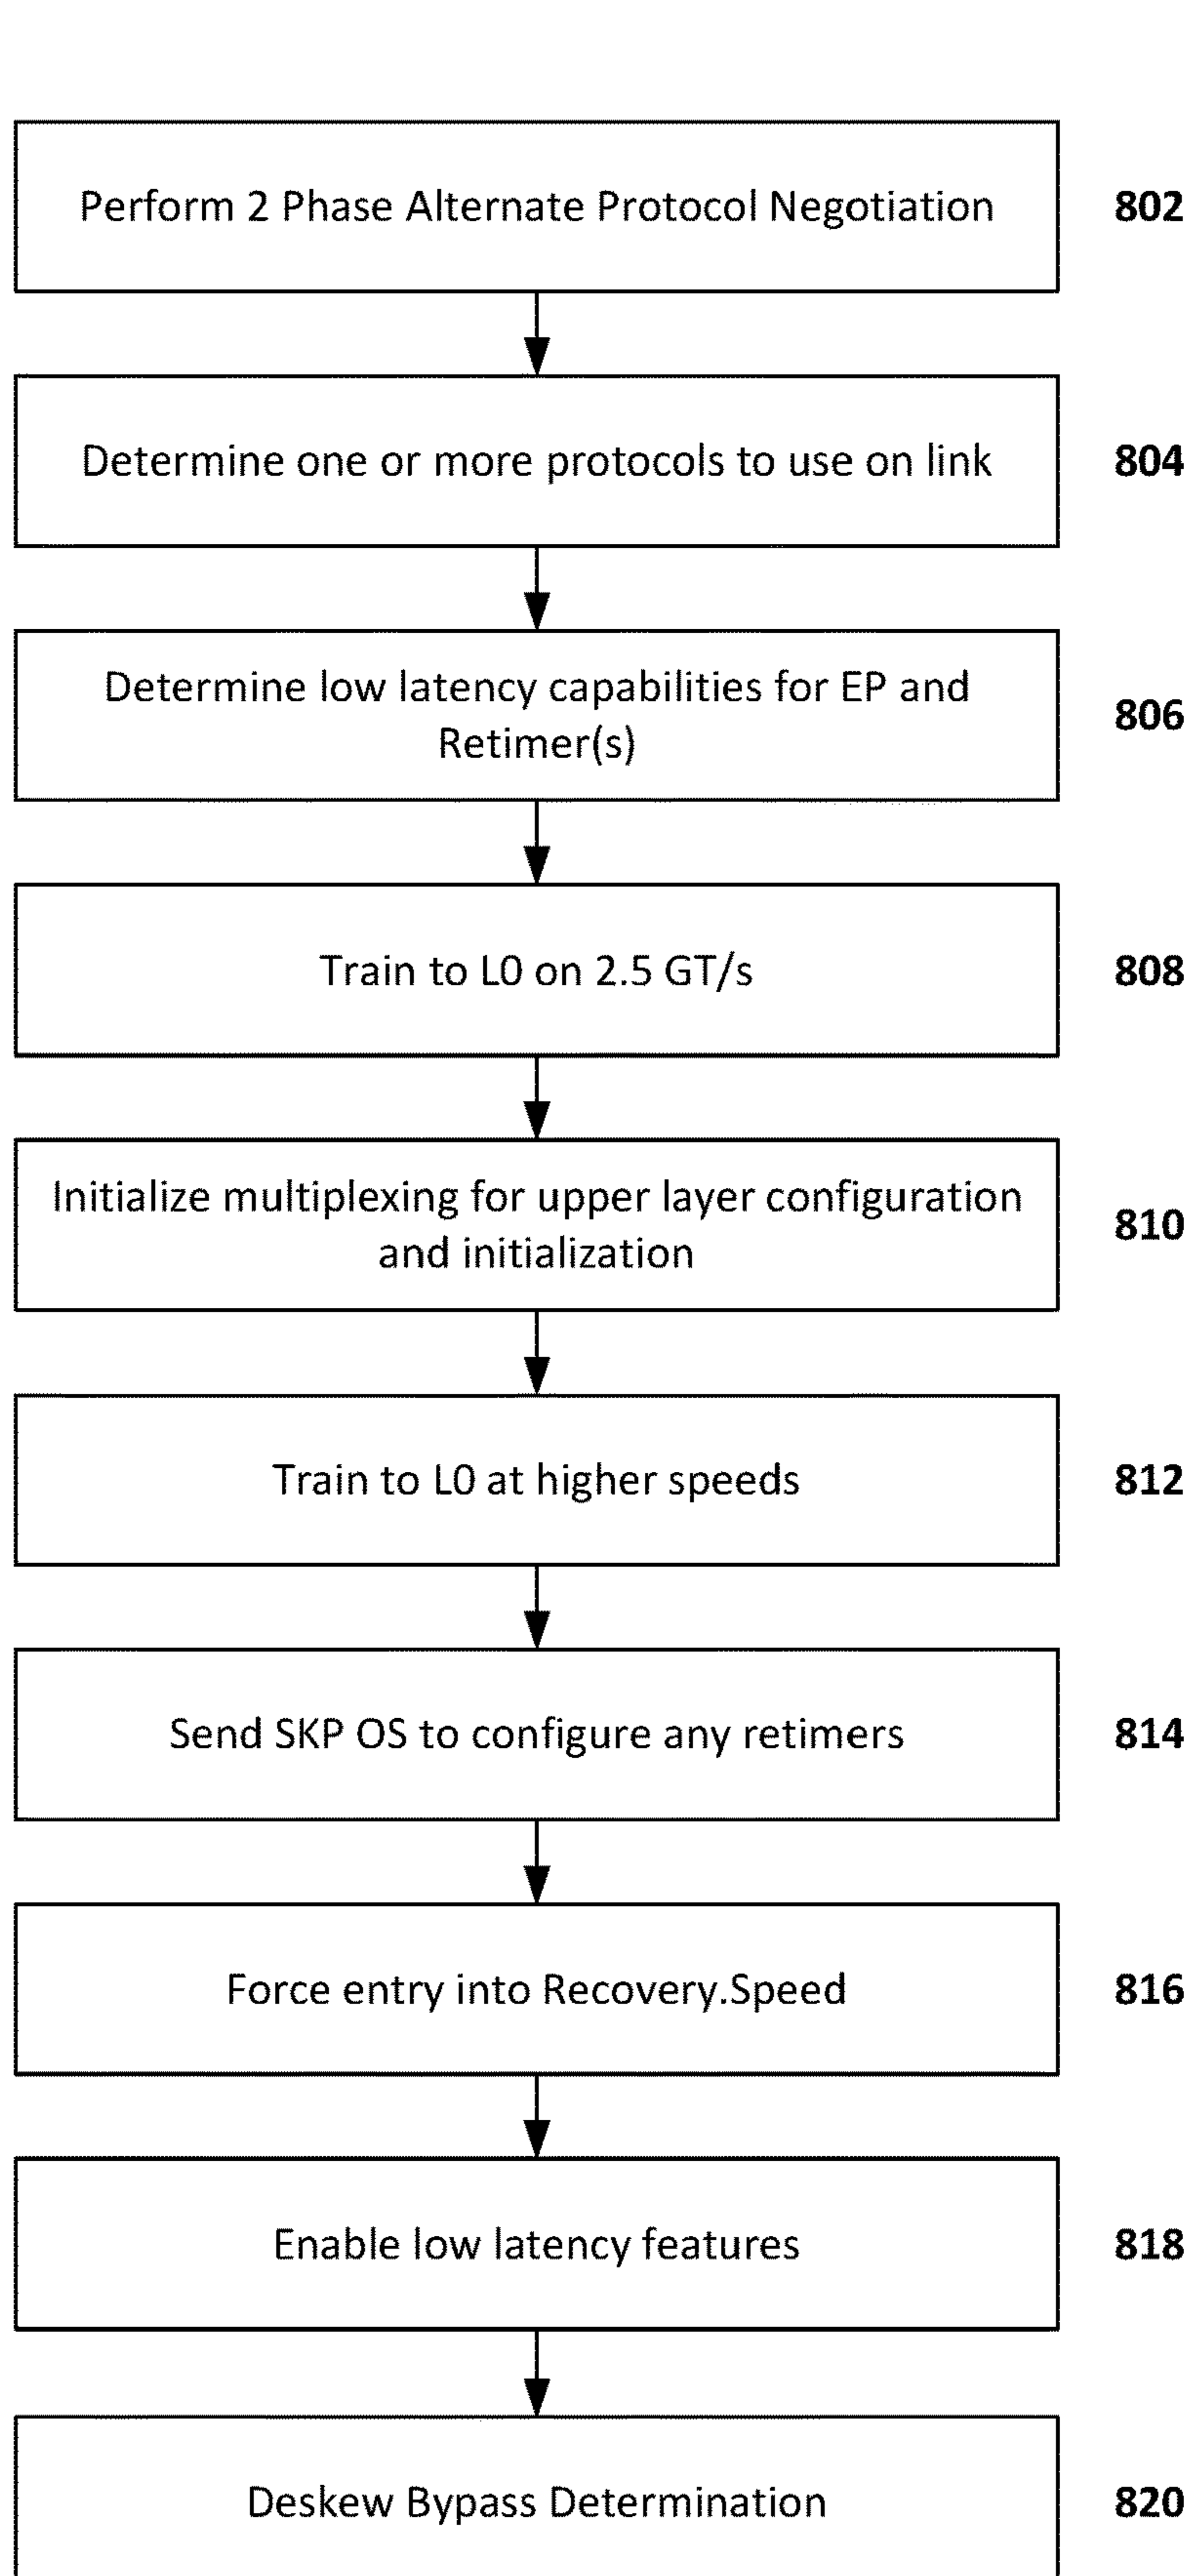 Perform 2 Phase Alternate Protocol Negotiation 802
Determine one or more protocols to use on link 804
Determine low latency capabilities for EP and
Retimer(s)
806
Train to L0 on 2.5 GT/s 808
Initialize multiplexing for upper layer configuration
and initialization
810
Train to L0 at higher speeds 812
Send SKP OS to configure any retimers 814
Force entry into Recovery.Speed 816
Enable low latency features 818
Deskew Bypass Determination 820